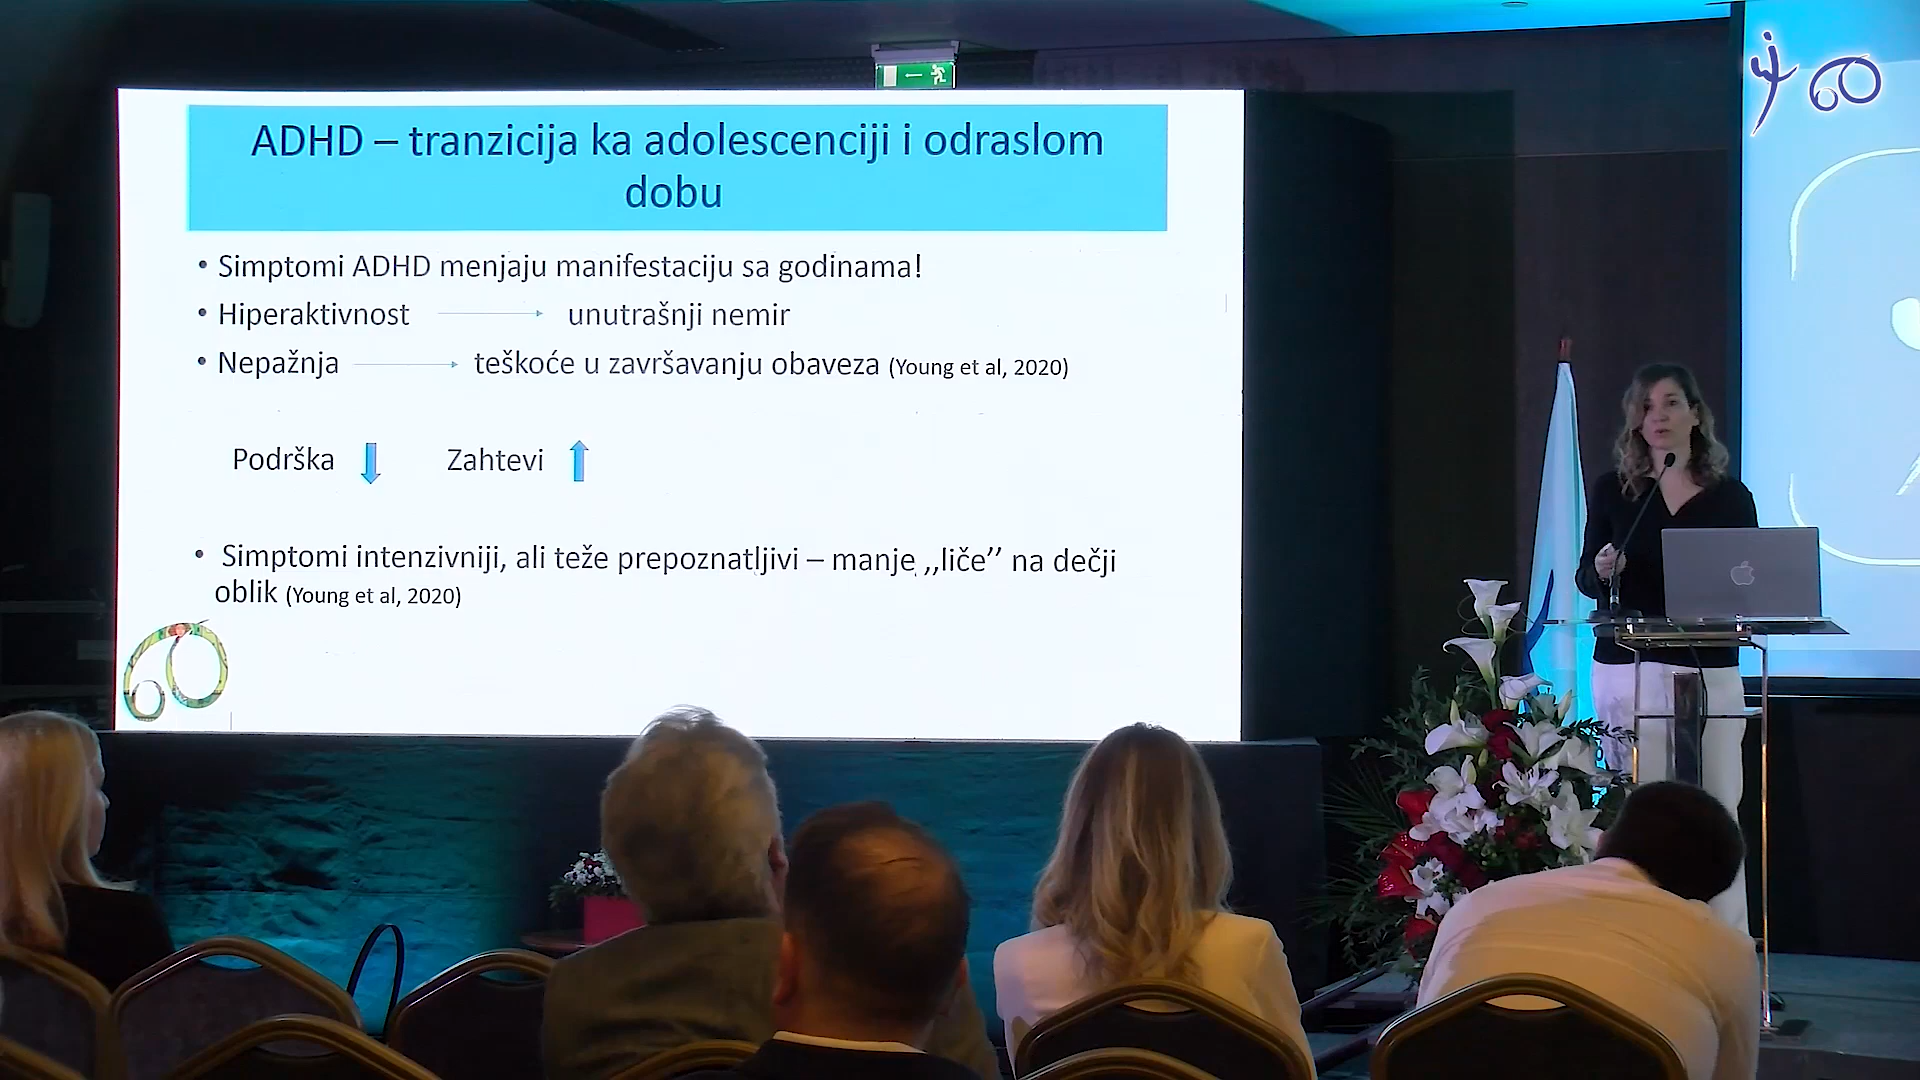 ADHD – tranzicija ka adolescenciji i odraslom
dobu
• Simptomi ADHD menjaju manifestaciju sa godinama!
• Hiperaktivnost → unutrašnji nemir
• Nepažnja → teškoće u završavanju obaveza (Young et al, 2020)
Podrška ↓ Zahtevi ↑
• Simptomi intenzivniji, ali teže prepoznatljivi – manje ,,liče’’ na dečji
oblik (Young et al, 2020)
60